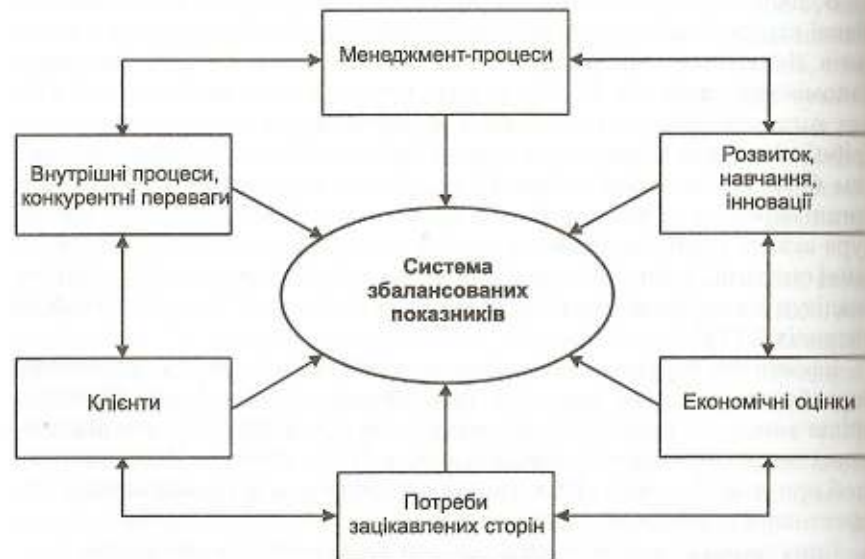 Менеджмент-процеси
Внутрішні процеси,
конкурентні переваги
Розвиток,
навчання,
інновації
Система
збалансованих
показників
Клієнти
Економічні оцінки
Потреби
зацікавлених сторін